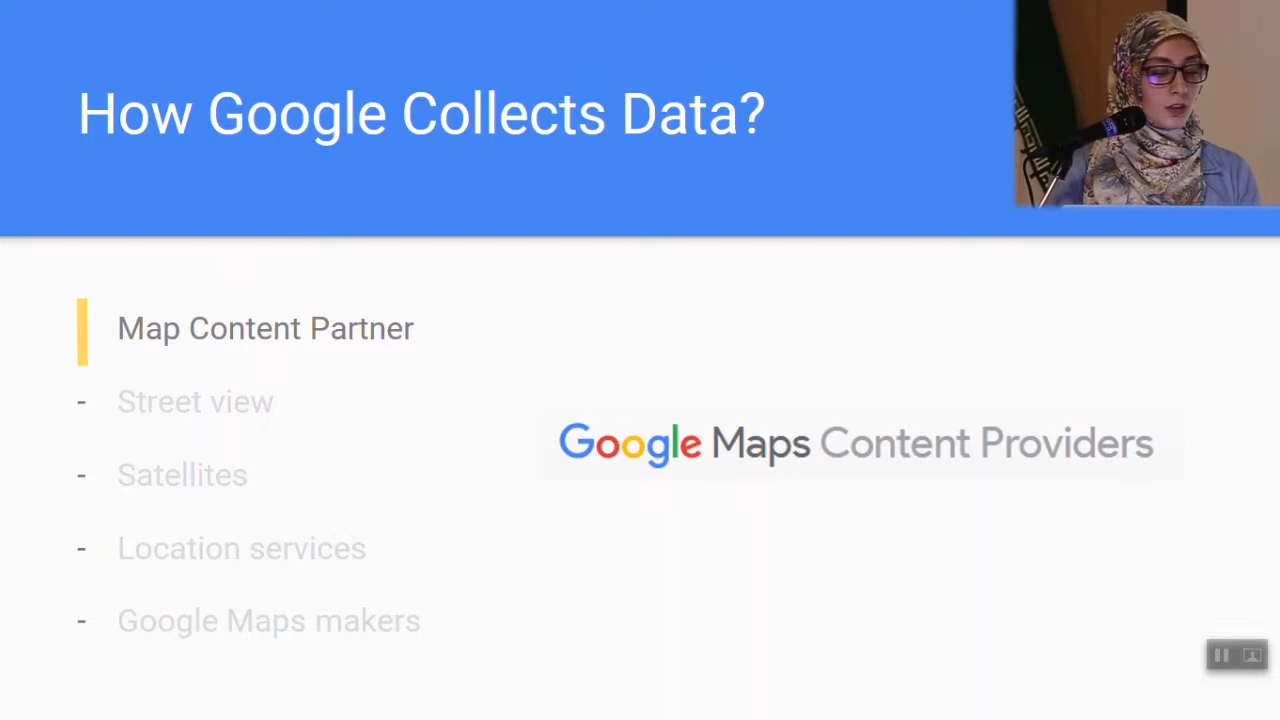 How Google Collects Data?
Map Content Partner
- Street view
- Satellites
- Location services
- Google Maps makers
Google Maps Content Providers